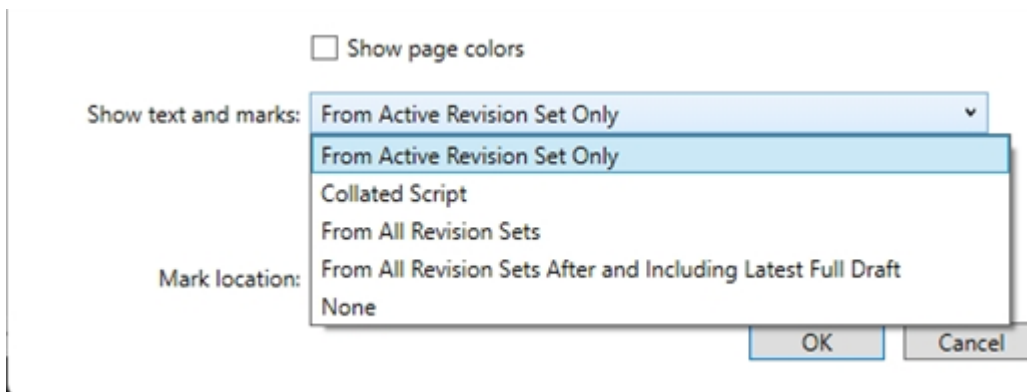 Show page colors
Show text and marks: From Active Revision Set Only
From Active Revision Set Only
Collated Script
From All Revision Sets
From All Revision Sets After and Including Latest Full Draft
Mark location:
None
OK Cancel